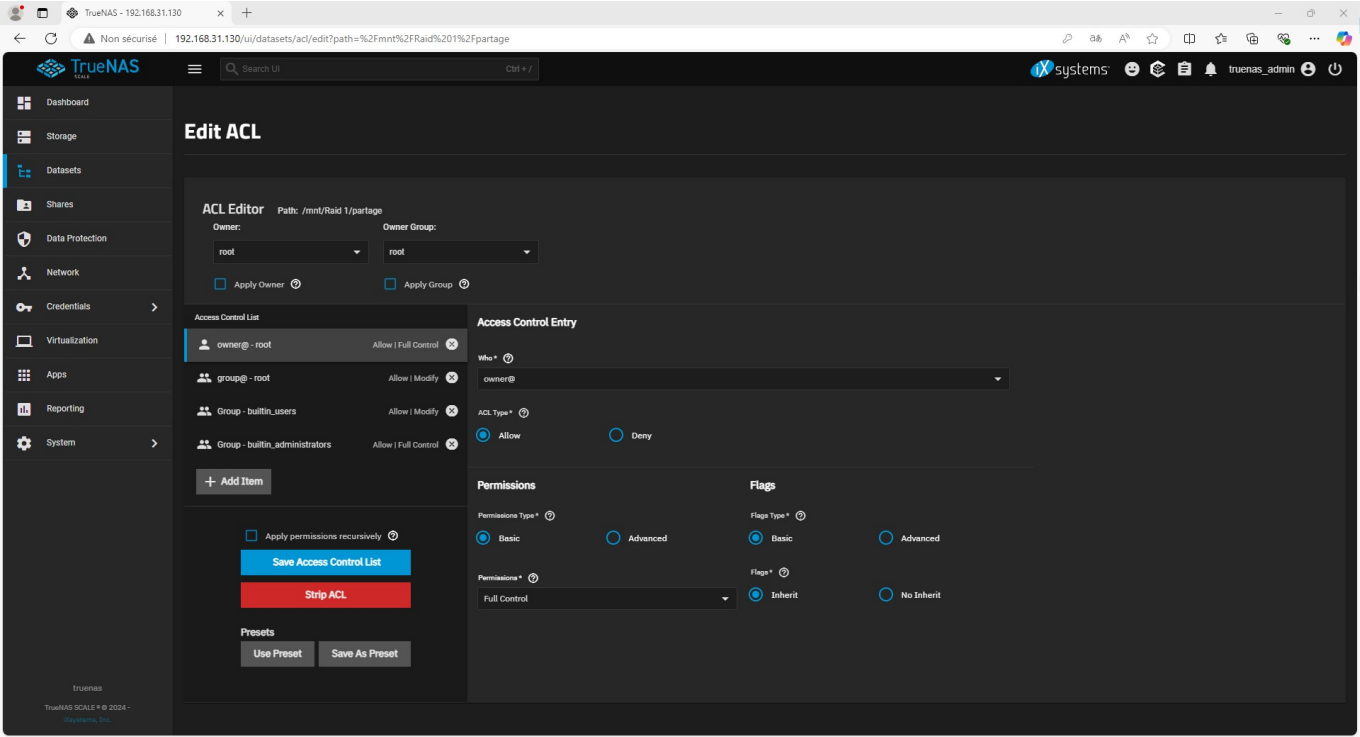 TrueNAS - 192.168.31.130
Non sécurisé | 192.168.31.130/ui/datasets/acl/edit?path=%2Fmnt%2FRaid%201%2Fpartage
TrueNAS
SCALE
Search UI Ctrl + /
iXsystems
truenas_admin
Dashboard
Storage
Datasets
Shares
Data Protection
Network
Credentials
Virtualization
Apps
Reporting
System
truenas
TrueNAS SCALE ® © 2024 -
iXsystems, Inc.
Edit ACL
ACL Editor Path: /mnt/Raid 1/partage
Owner: Owner Group:
root root
Apply Owner Apply Group
Access Control List
owner@ - root Allow | Full Control
group@ - root Allow | Modify
Group - builtin_users Allow | Modify
Group - builtin_administrators Allow | Full Control
+ Add Item
Apply permissions recursively
Save Access Control List
Strip ACL
Presets
Use Preset Save As Preset
Access Control Entry
Who *
owner@
ACL Type *
Allow Deny
Permissions Flags
Permissions Type * Flags Type *
Basic Advanced Basic Advanced
Permissions * Flags *
Full Control Inherit No Inherit